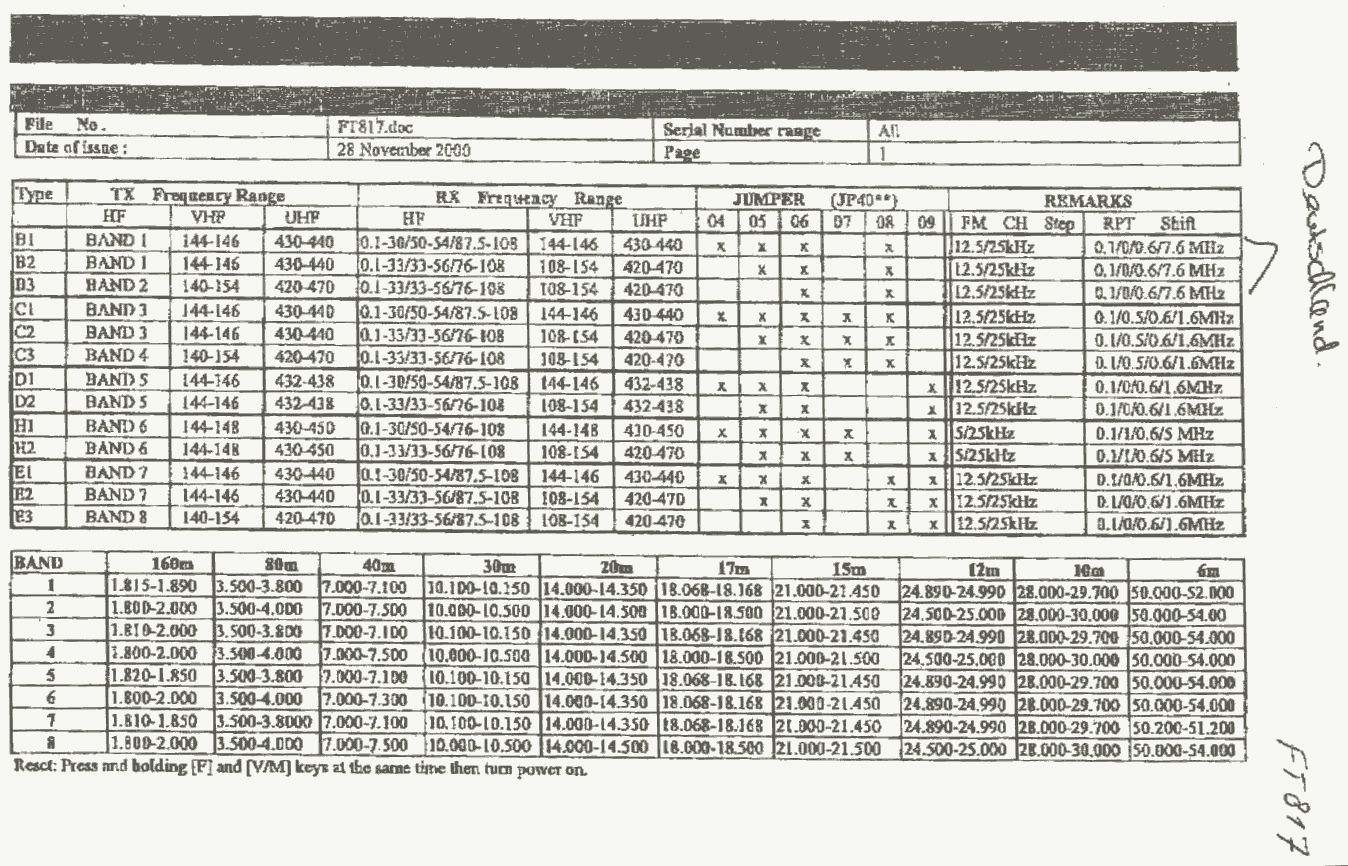 File No. FT817.doc Serial Number range All
Date of issue : 28 November 2000 Page 1
Type TX Frequency Range RX Frequency Range JUMPER (JP40**) REMARKS
HF VHF UHF HF VHF UHF 04 05 06 07 08 09 FM CH Step RPT Shift
B1 BAND 1 144-146 430-440 0.1-30/50-54/87.5-108 144-146 430-440 x x x x 12.5/25kHz 0.1/0/0.6/7.6 MHz
B2 BAND 1 144-146 430-440 0.1-33/33-56/76-108 108-154 420-470 x x x 12.5/25kHz 0.1/0/0.6/7.6 MHz
B3 BAND 2 140-154 420-470 0.1-33/33-56/76-108 108-154 420-470 x x 12.5/25kHz 0.1/0/0.6/7.6 MHz
C1 BAND 3 144-146 430-440 0.1-30/50-54/87.5-108 144-146 430-440 x x x x x 12.5/25kHz 0.1/0.5/0.6/1.6MHz
C2 BAND 3 144-146 430-440 0.1-33/33-56/76-108 108-154 420-470 x x x x 12.5/25kHz 0.1/0.5/0.6/1.6MHz
C3 BAND 4 140-154 420-470 0.1-33/33-56/76-108 108-154 420-470 x x x 12.5/25kHz 0.1/0.5/0.6/1.6MHz
D1 BAND 5 144-146 432-438 0.1-30/50-54/87.5-108 144-146 432-438 x x x x 12.5/25kHz 0.1/0/0.6/1.6MHz
D2 BAND 5 144-146 432-438 0.1-33/33-56/76-108 108-154 432-438 x x x 12.5/25kHz 0.1/0/0.6/1.6MHz
H1 BAND 6 144-148 430-450 0.1-30/50-54/76-108 144-148 430-450 x x x x x 5/25kHz 0.1/1/0.6/5 MHz
H2 BAND 6 144-148 430-450 0.1-33/33-56/76-108 108-154 420-470 x x x x 5/25kHz 0.1/1/0.6/5 MHz
E1 BAND 7 144-146 430-440 0.1-30/50-54/87.5-108 144-146 430-440 x x x x x 12.5/25kHz 0.1/0/0.6/1.6MHz
E2 BAND 7 144-146 430-440 0.1-33/33-56/87.5-108 108-154 420-470 x x x x 12.5/25kHz 0.1/0/0.6/1.6MHz
E3 BAND 8 140-154 420-470 0.1-33/33-56/87.5-108 108-154 420-470 x x x 12.5/25kHz 0.1/0/0.6/1.6MHz
BAND 160m 80m 40m 30m 20m 17m 15m 12m 10m 6m
1 1.815-1.890 3.500-3.800 7.000-7.100 10.100-10.150 14.000-14.350 18.068-18.168 21.000-21.450 24.890-24.990 28.000-29.700 50.000-52.000
2 1.800-2.000 3.500-4.000 7.000-7.500 10.000-10.500 14.000-14.500 18.000-18.500 21.000-21.500 24.500-25.000 28.000-30.000 50.000-54.00
3 1.810-2.000 3.500-3.800 7.000-7.100 10.100-10.150 14.000-14.350 18.068-18.168 21.000-21.450 24.890-24.990 28.000-29.700 50.000-54.000
4 1.800-2.000 3.500-4.000 7.000-7.500 10.000-10.500 14.000-14.500 18.000-18.500 21.000-21.500 24.500-25.000 28.000-30.000 50.000-54.000
5 1.820-1.850 3.500-3.800 7.000-7.100 10.100-10.150 14.000-14.350 18.068-18.168 21.000-21.450 24.890-24.990 28.000-29.700 50.000-54.000
6 1.800-2.000 3.500-4.000 7.000-7.300 10.100-10.150 14.000-14.350 18.068-18.168 21.000-21.450 24.890-24.990 28.000-29.700 50.000-54.000
7 1.810-1.850 3.500-3.8000 7.000-7.100 10.100-10.150 14.000-14.350 18.068-18.168 21.000-21.450 24.890-24.990 28.000-29.700 50.200-51.200
8 1.800-2.000 3.500-4.000 7.000-7.500 10.000-10.500 14.000-14.500 18.000-18.500 21.000-21.500 24.500-25.000 28.000-30.000 50.000-54.000
Reset: Press and holding [F] and [V/M] keys at the same time then turn power on.
FT817